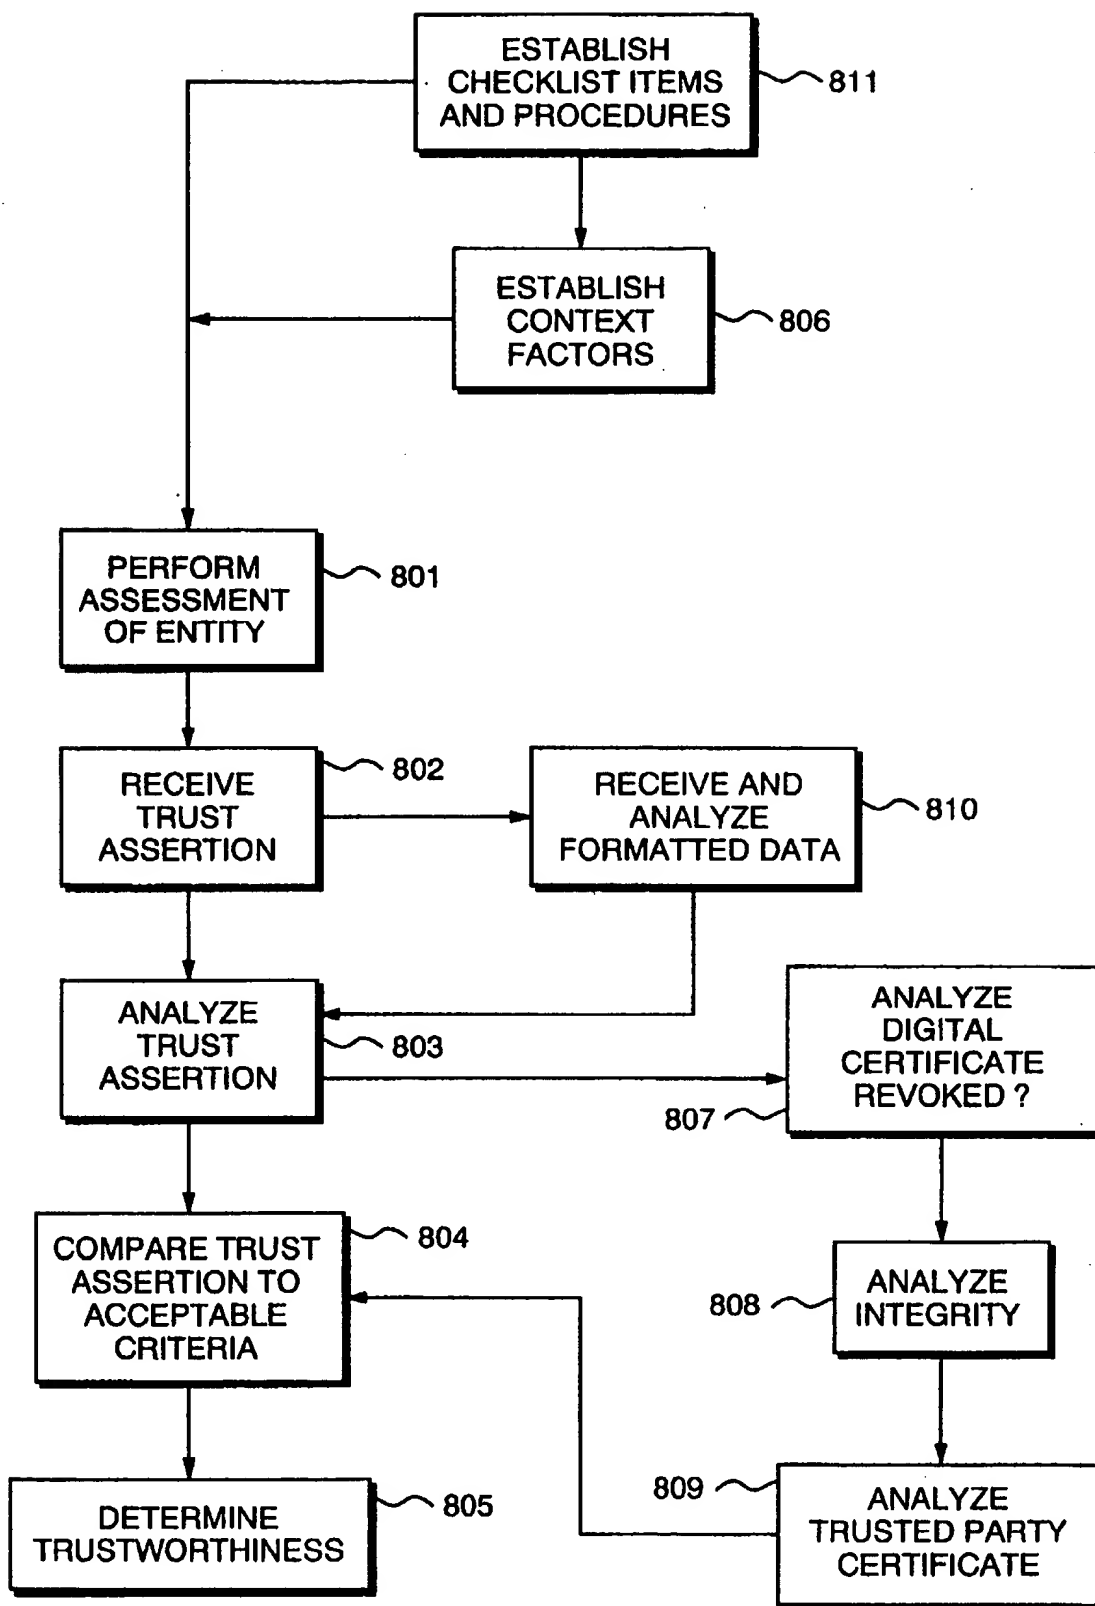 ESTABLISH
CHECKLIST ITEMS
AND PROCEDURES
811
ESTABLISH
CONTEXT
FACTORS
806
PERFORM
ASSESSMENT
OF ENTITY
801
RECEIVE
TRUST
ASSERTION
802
RECEIVE AND
ANALYZE
FORMATTED DATA
810
ANALYZE
TRUST
ASSERTION
803
ANALYZE
DIGITAL
CERTIFICATE
REVOKED ?
807
COMPARE TRUST
ASSERTION TO
ACCEPTABLE
CRITERIA
804
ANALYZE
INTEGRITY
808
DETERMINE
TRUSTWORTHINESS
805
ANALYZE
TRUSTED PARTY
CERTIFICATE
809